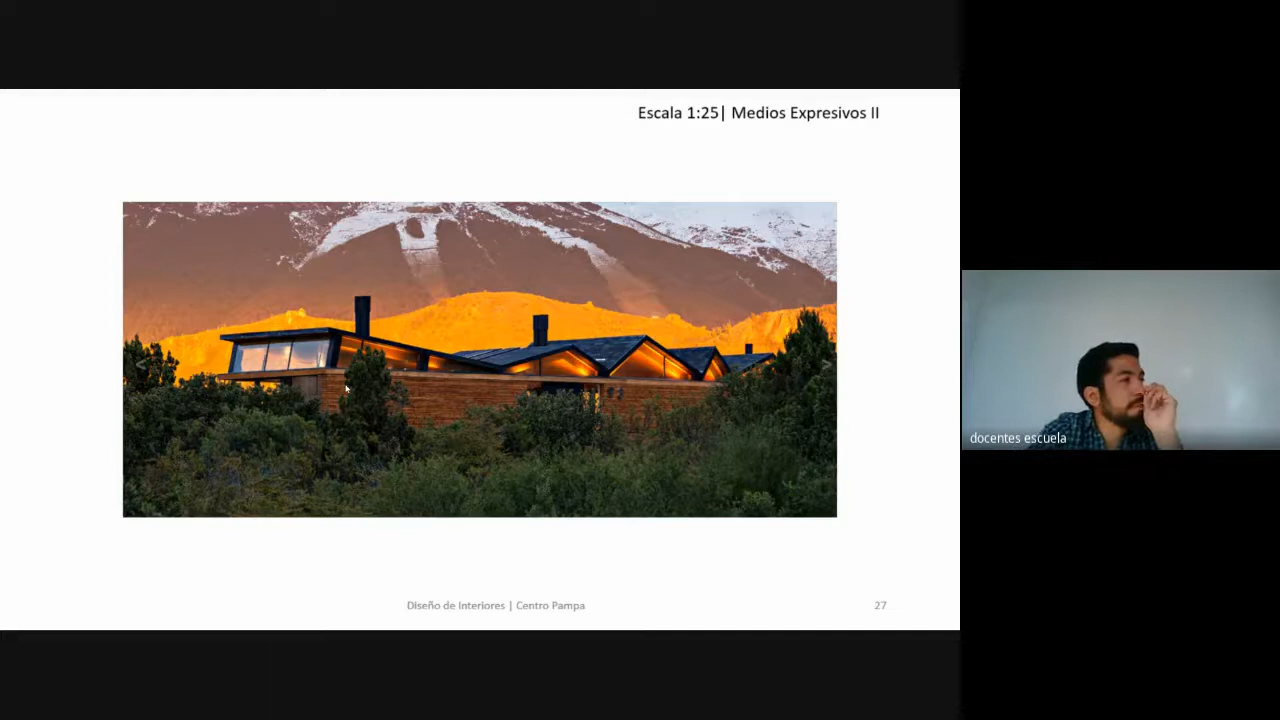 Escala 1:25| Medios Expresivos II
docentes escuela
Diseño de Interiores | Centro Pampa
27